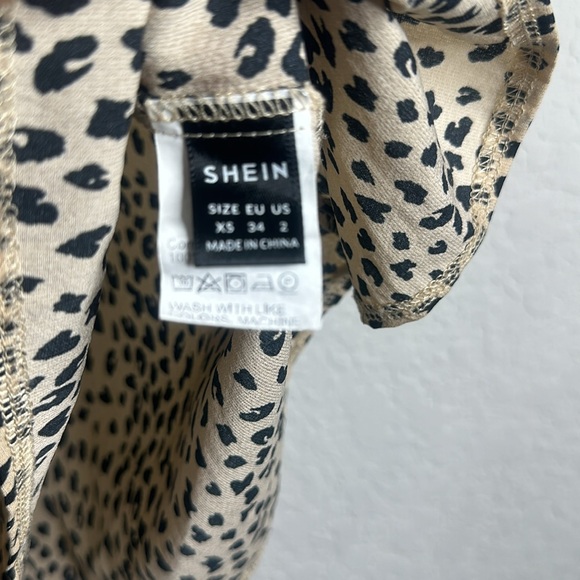 SHEIN
SIZE EU US
XS 34 2
MADE IN CHINA
WASH WITH LIKE